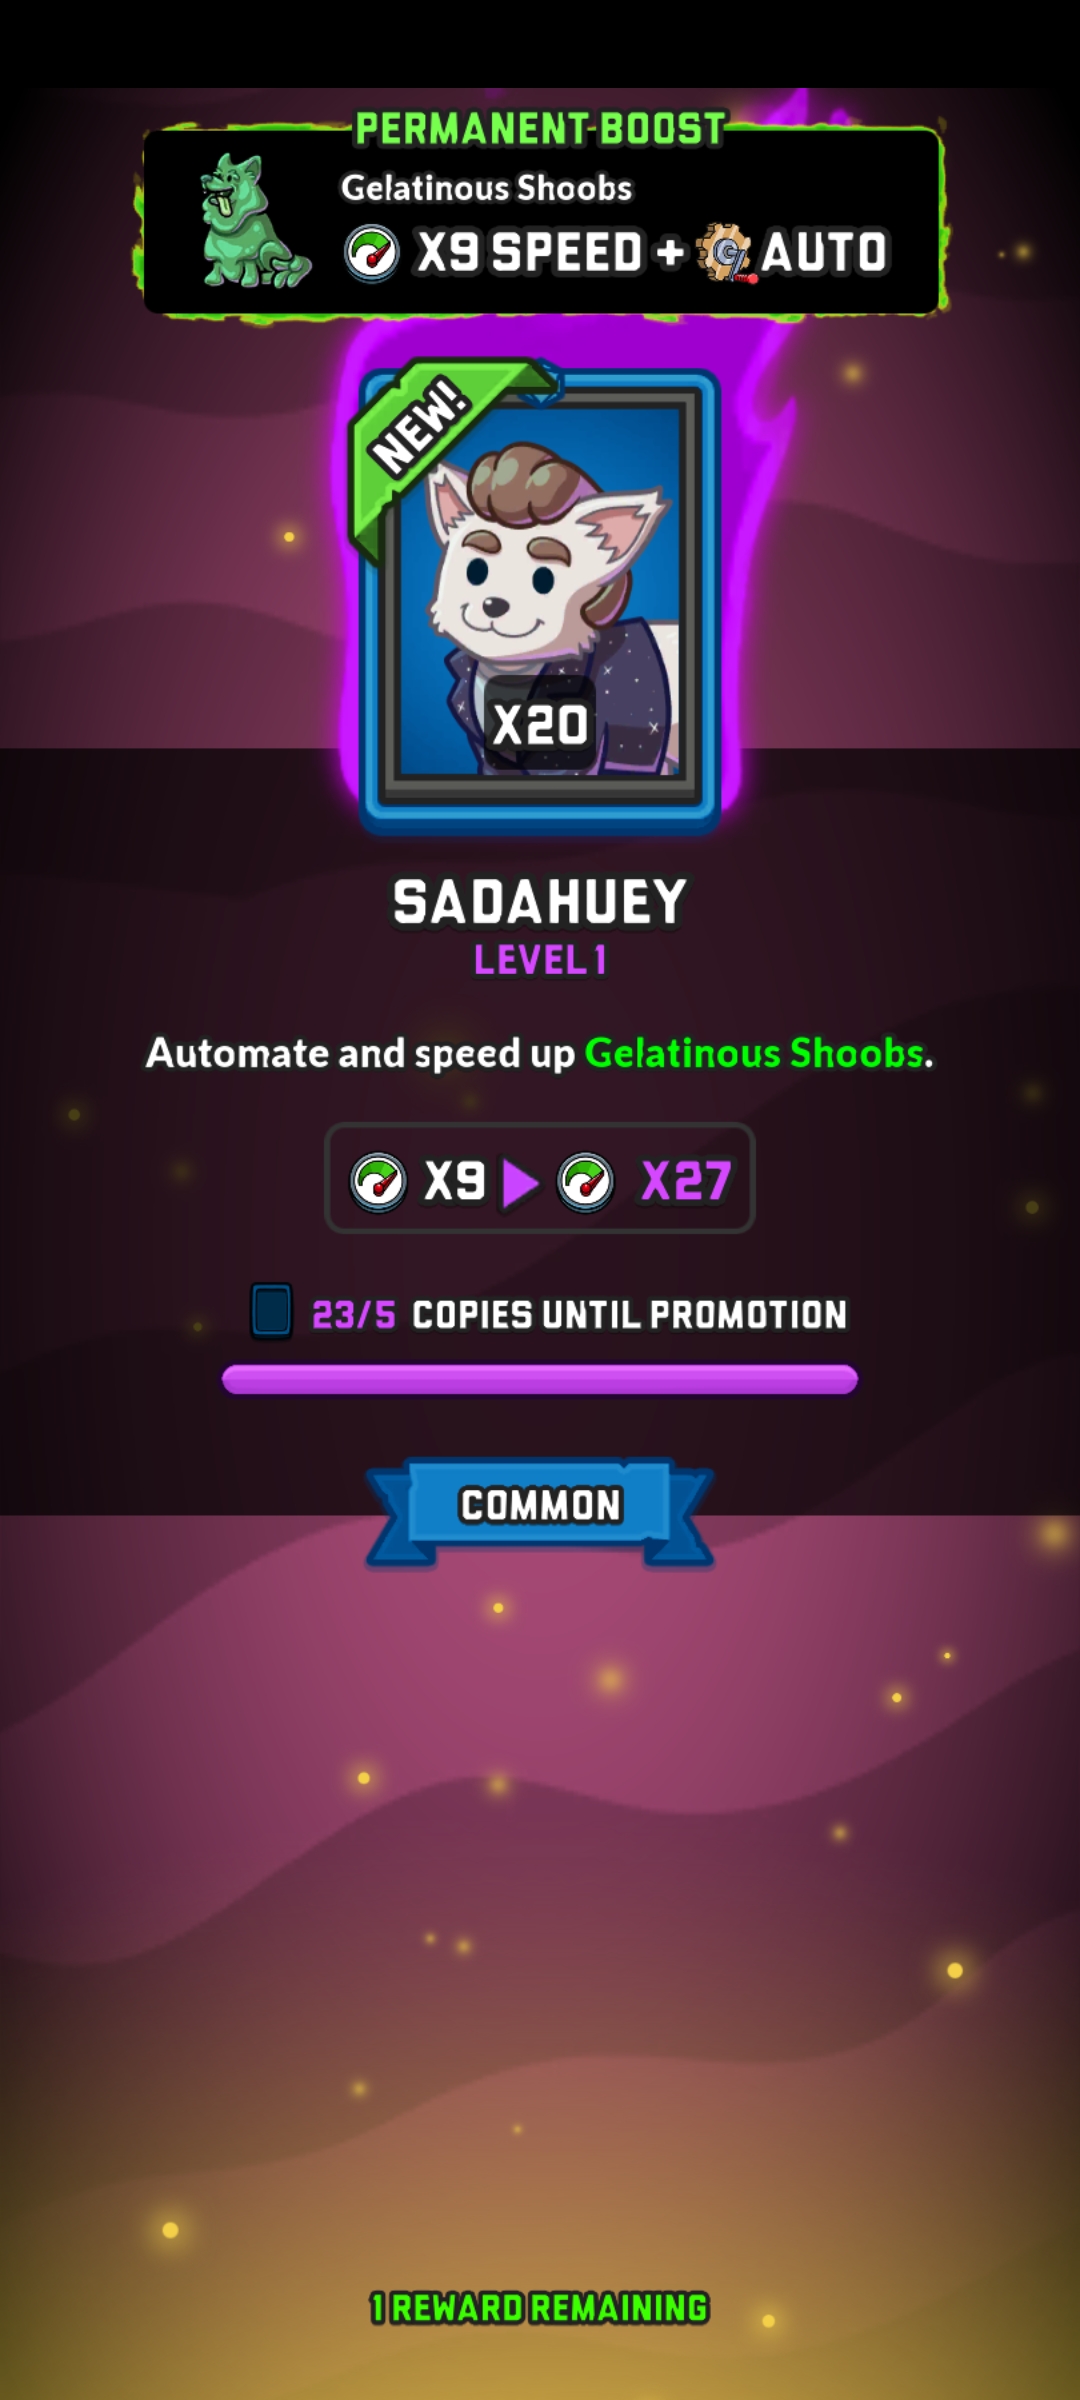 PERMANENT BOOST
Gelatinous Shoobs
X9 SPEED + AUTO
NEW!
X20
SADAHUEY
LEVEL 1
Automate and speed up Gelatinous Shoobs.
X9 X27
23/5 COPIES UNTIL PROMOTION
COMMON
1 REWARD REMAINING